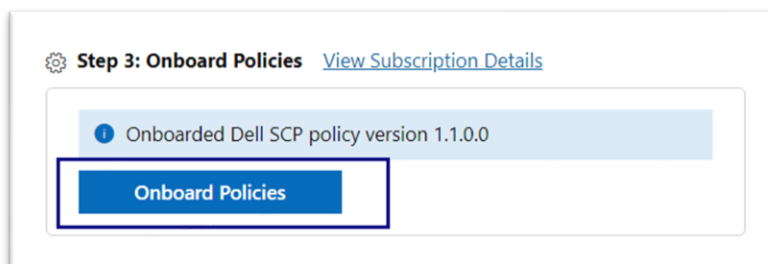 Step 3: Onboard Policies View Subscription Details
Onboarded Dell SCP policy version 1.1.0.0
Onboard Policies